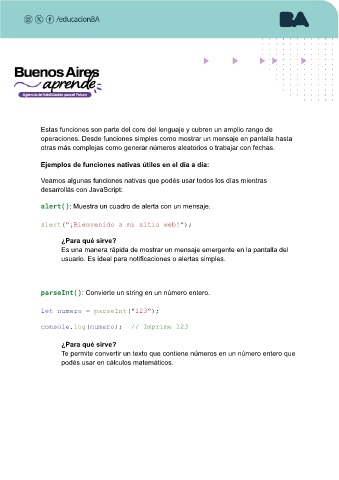 /educacionBA
BA
Buenos Aires
aprende
Agencia de Habilidades para el Futuro
Estas funciones son parte del core del lenguaje y cubren un amplio rango de
operaciones. Desde funciones simples como mostrar un mensaje en pantalla hasta
otras más complejas como generar números aleatorios o trabajar con fechas.
Ejemplos de funciones nativas útiles en el día a día:
Veamos algunas funciones nativas que podés usar todos los días mientras
desarrollás con JavaScript:
alert(): Muestra un cuadro de alerta con un mensaje.
alert("¡Bienvenido a mi sitio web!");
¿Para qué sirve?
Es una manera rápida de mostrar un mensaje emergente en la pantalla del
usuario. Es ideal para notificaciones o alertas simples.
parseInt(): Convierte un string en un número entero.
let numero = parseInt("123");
console.log(numero); // Imprime 123
¿Para qué sirve?
Te permite convertir un texto que contiene números en un número entero que
podés usar en cálculos matemáticos.